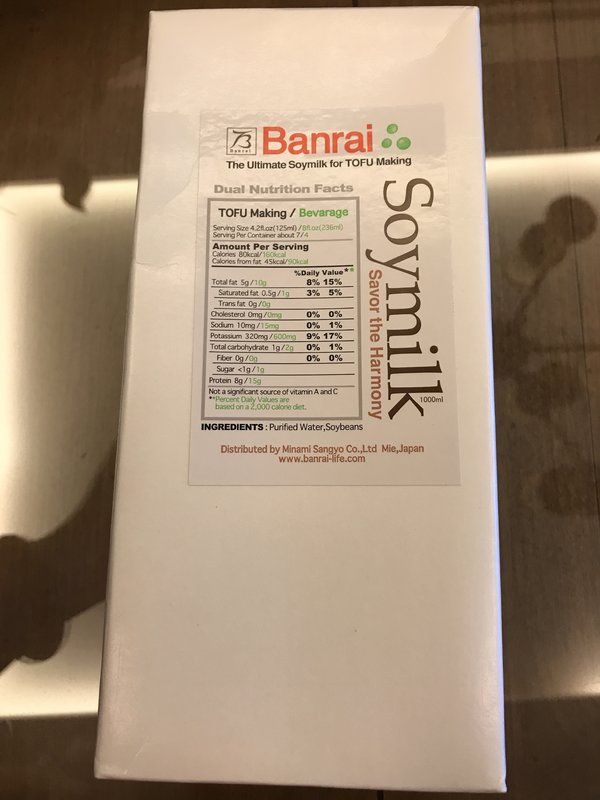 B
Banrai
Banrai
The Ultimate Soymilk for TOFU Making
Dual Nutrition Facts
TOFU Making / Bevarage
Serving Size 4.2fl.oz(125ml) / 8fl.oz(236ml)
Serving Per Container about 7/4
Amount Per Serving
Calories 80kcal/160kcal
Calories from fat 45kcal/90kcal
%Daily Value**
Total fat 5g/10g 8% 15%
Saturated fat 0.5g/1g 3% 5%
Trans fat 0g/0g
Cholesterol 0mg/0mg 0% 0%
Sodium 10mg/15mg 0% 1%
Potassium 320mg/600mg 9% 17%
Total carbohydrate 1g/2g 0% 1%
Fiber 0g/0g 0% 0%
Sugar <1g/1g
Protein 8g/15g
Not a significant source of vitamin A and C
**Percent Daily Values are
based on a 2,000 calorie diet.
Soymilk
Savor the Harmony
1000ml
INGREDIENTS : Purified Water,Soybeans
Distributed by Minami Sangyo Co.,Ltd Mie,Japan
www.banrai-life.com